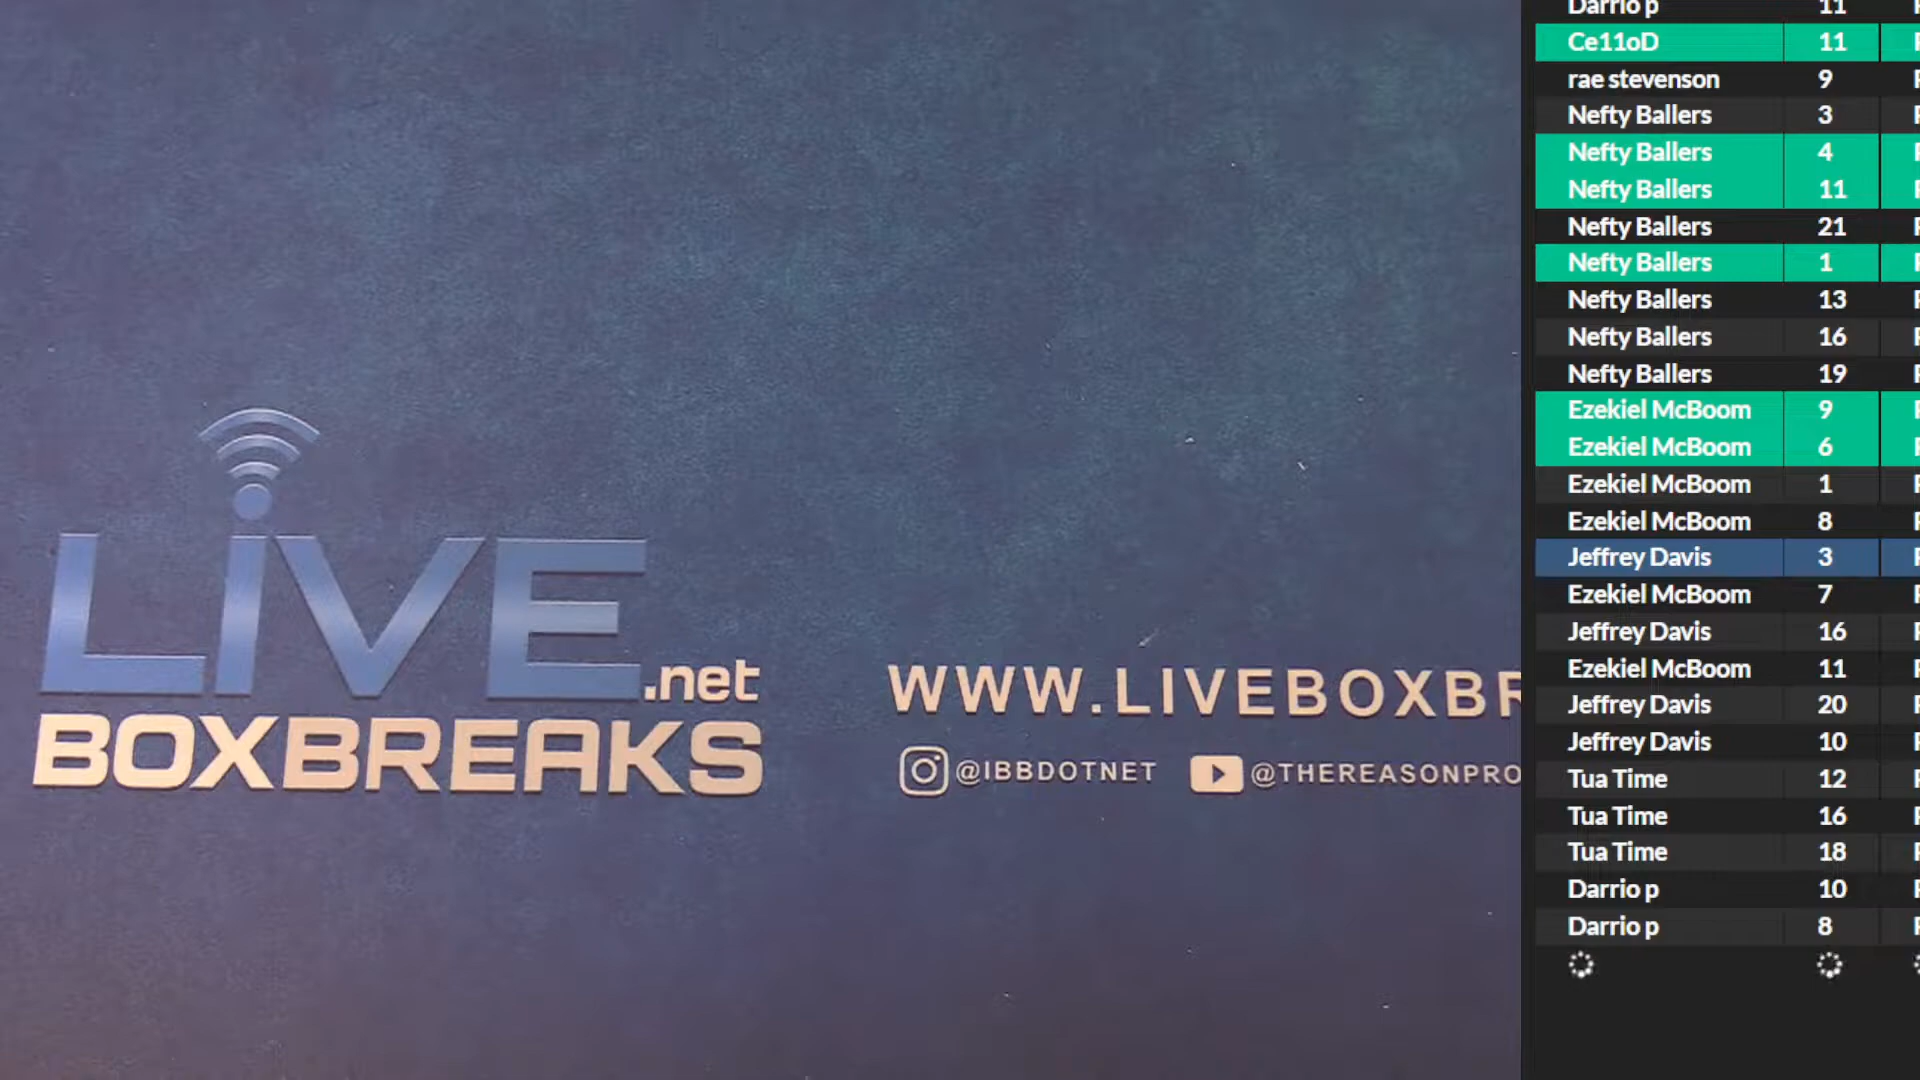 LIVE
.net
BOXBREAKS
WWW.LIVEBOXBR
@IBBDOTNET
@THEREASONPRO
Darrio p 11
Ce11oD 11
rae stevenson 9
Nefty Ballers 3
Nefty Ballers 4
Nefty Ballers 11
Nefty Ballers 21
Nefty Ballers 1
Nefty Ballers 13
Nefty Ballers 16
Nefty Ballers 19
Ezekiel McBoom 9
Ezekiel McBoom 6
Ezekiel McBoom 1
Ezekiel McBoom 8
Jeffrey Davis 3
Ezekiel McBoom 7
Jeffrey Davis 16
Ezekiel McBoom 11
Jeffrey Davis 20
Jeffrey Davis 10
Tua Time 12
Tua Time 16
Tua Time 18
Darrio p 10
Darrio p 8